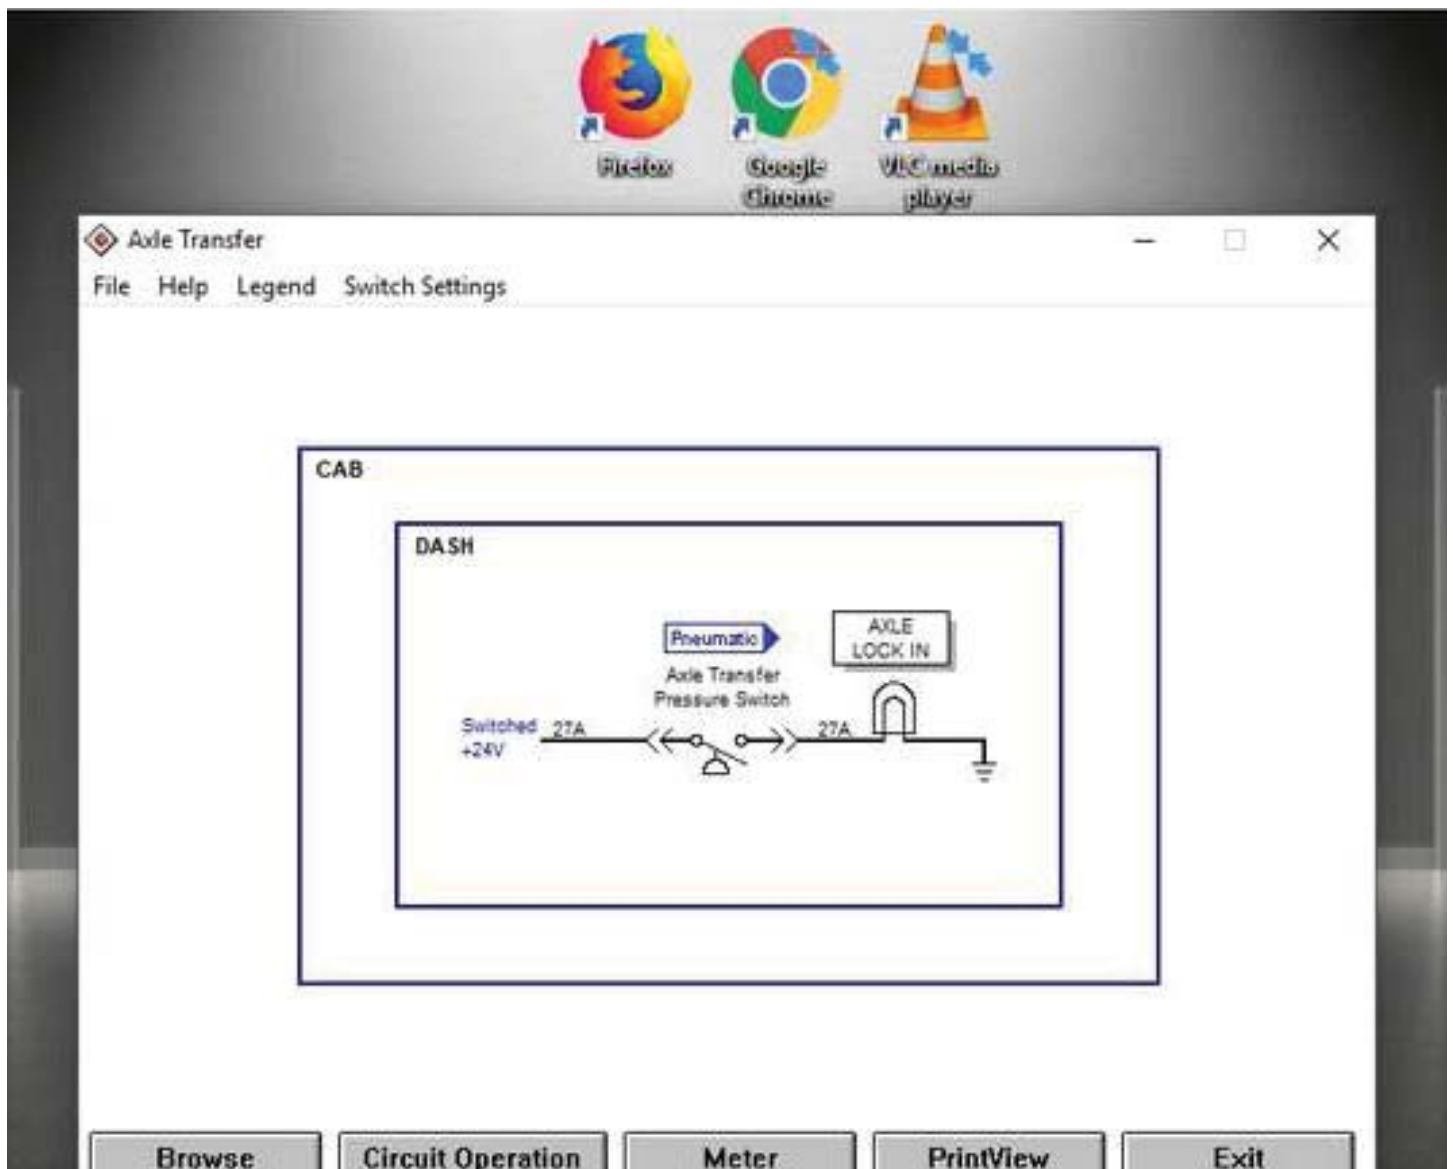 Firefox
Google
Chrome
VLC media
player
Axle Transfer
File Help Legend Switch Settings
CAB
DASH
Pneumatic
AXLE
LOCK IN
Axle Transfer
Pressure Switch
Switched
+24V
27A
27A
Browse Circuit Operation Meter PrintView Exit